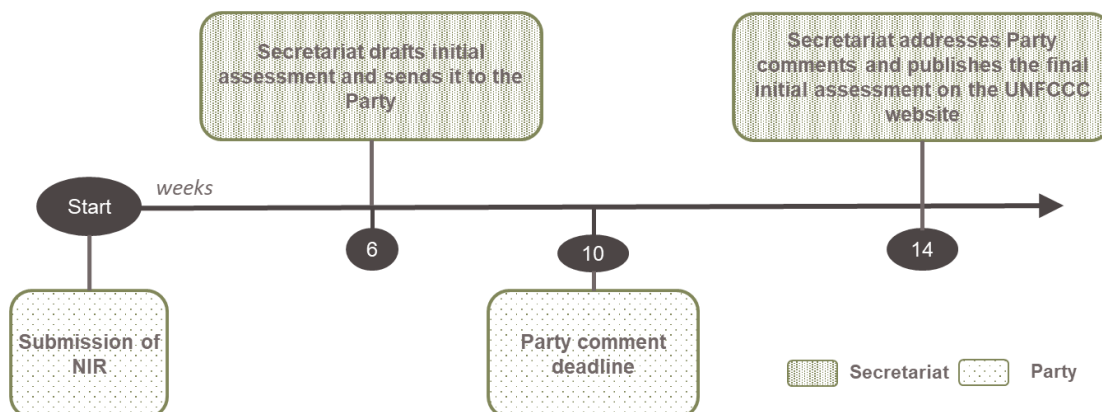 Secretariat drafts initial
assessment and sends it to the
Party
Secretariat addresses Party
comments and publishes the final
initial assessment on the UNFCCC
website
weeks
Start
6
10
14
Submission of
NIR
Party comment
deadline
Secretariat
Party